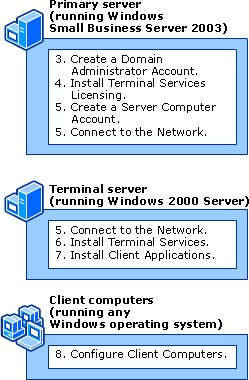 Primary server
(running Windows
Small Business Server 2003)
3. Create a Domain
Administrator Account.
4. Install Terminal Services
Licensing.
5. Create a Server Computer
Account.
5. Connect to the Network.
Terminal server
(running Windows 2000 Server)
5. Connect to the Network.
6. Install Terminal Services.
7. Install Client Applications.
Client computers
(running any
Windows operating system)
8. Configure Client Computers.